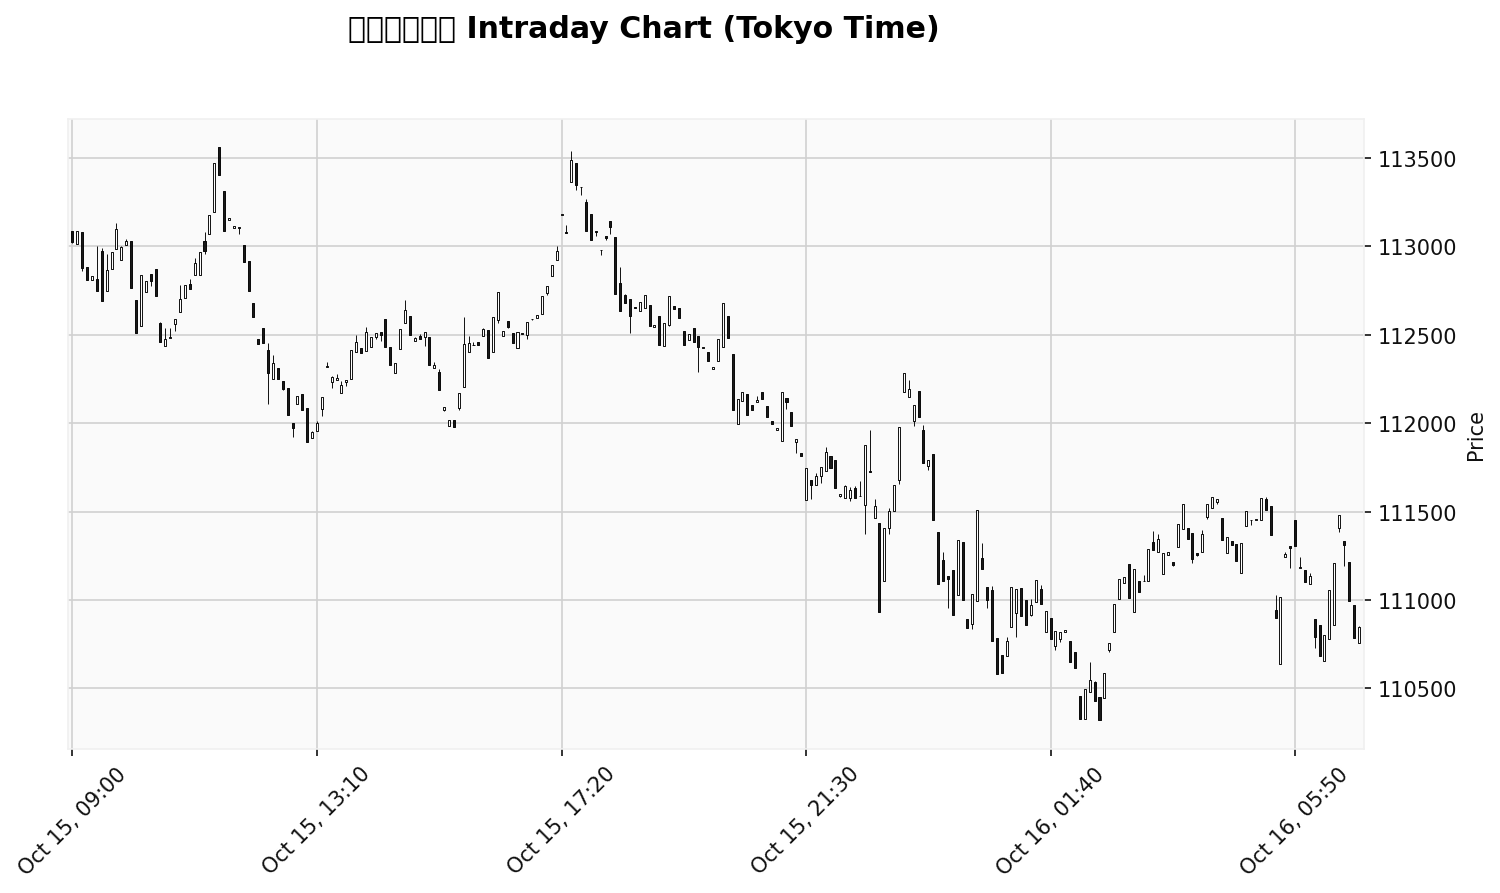 Intraday Chart (Tokyo Time)
113500
113000
112500
112000
111500
111000
110500
Price
Oct 15, 09:00
Oct 15, 13:10
Oct 15, 17:20
Oct 15, 21:30
Oct 16, 01:40
Oct 16, 05:50